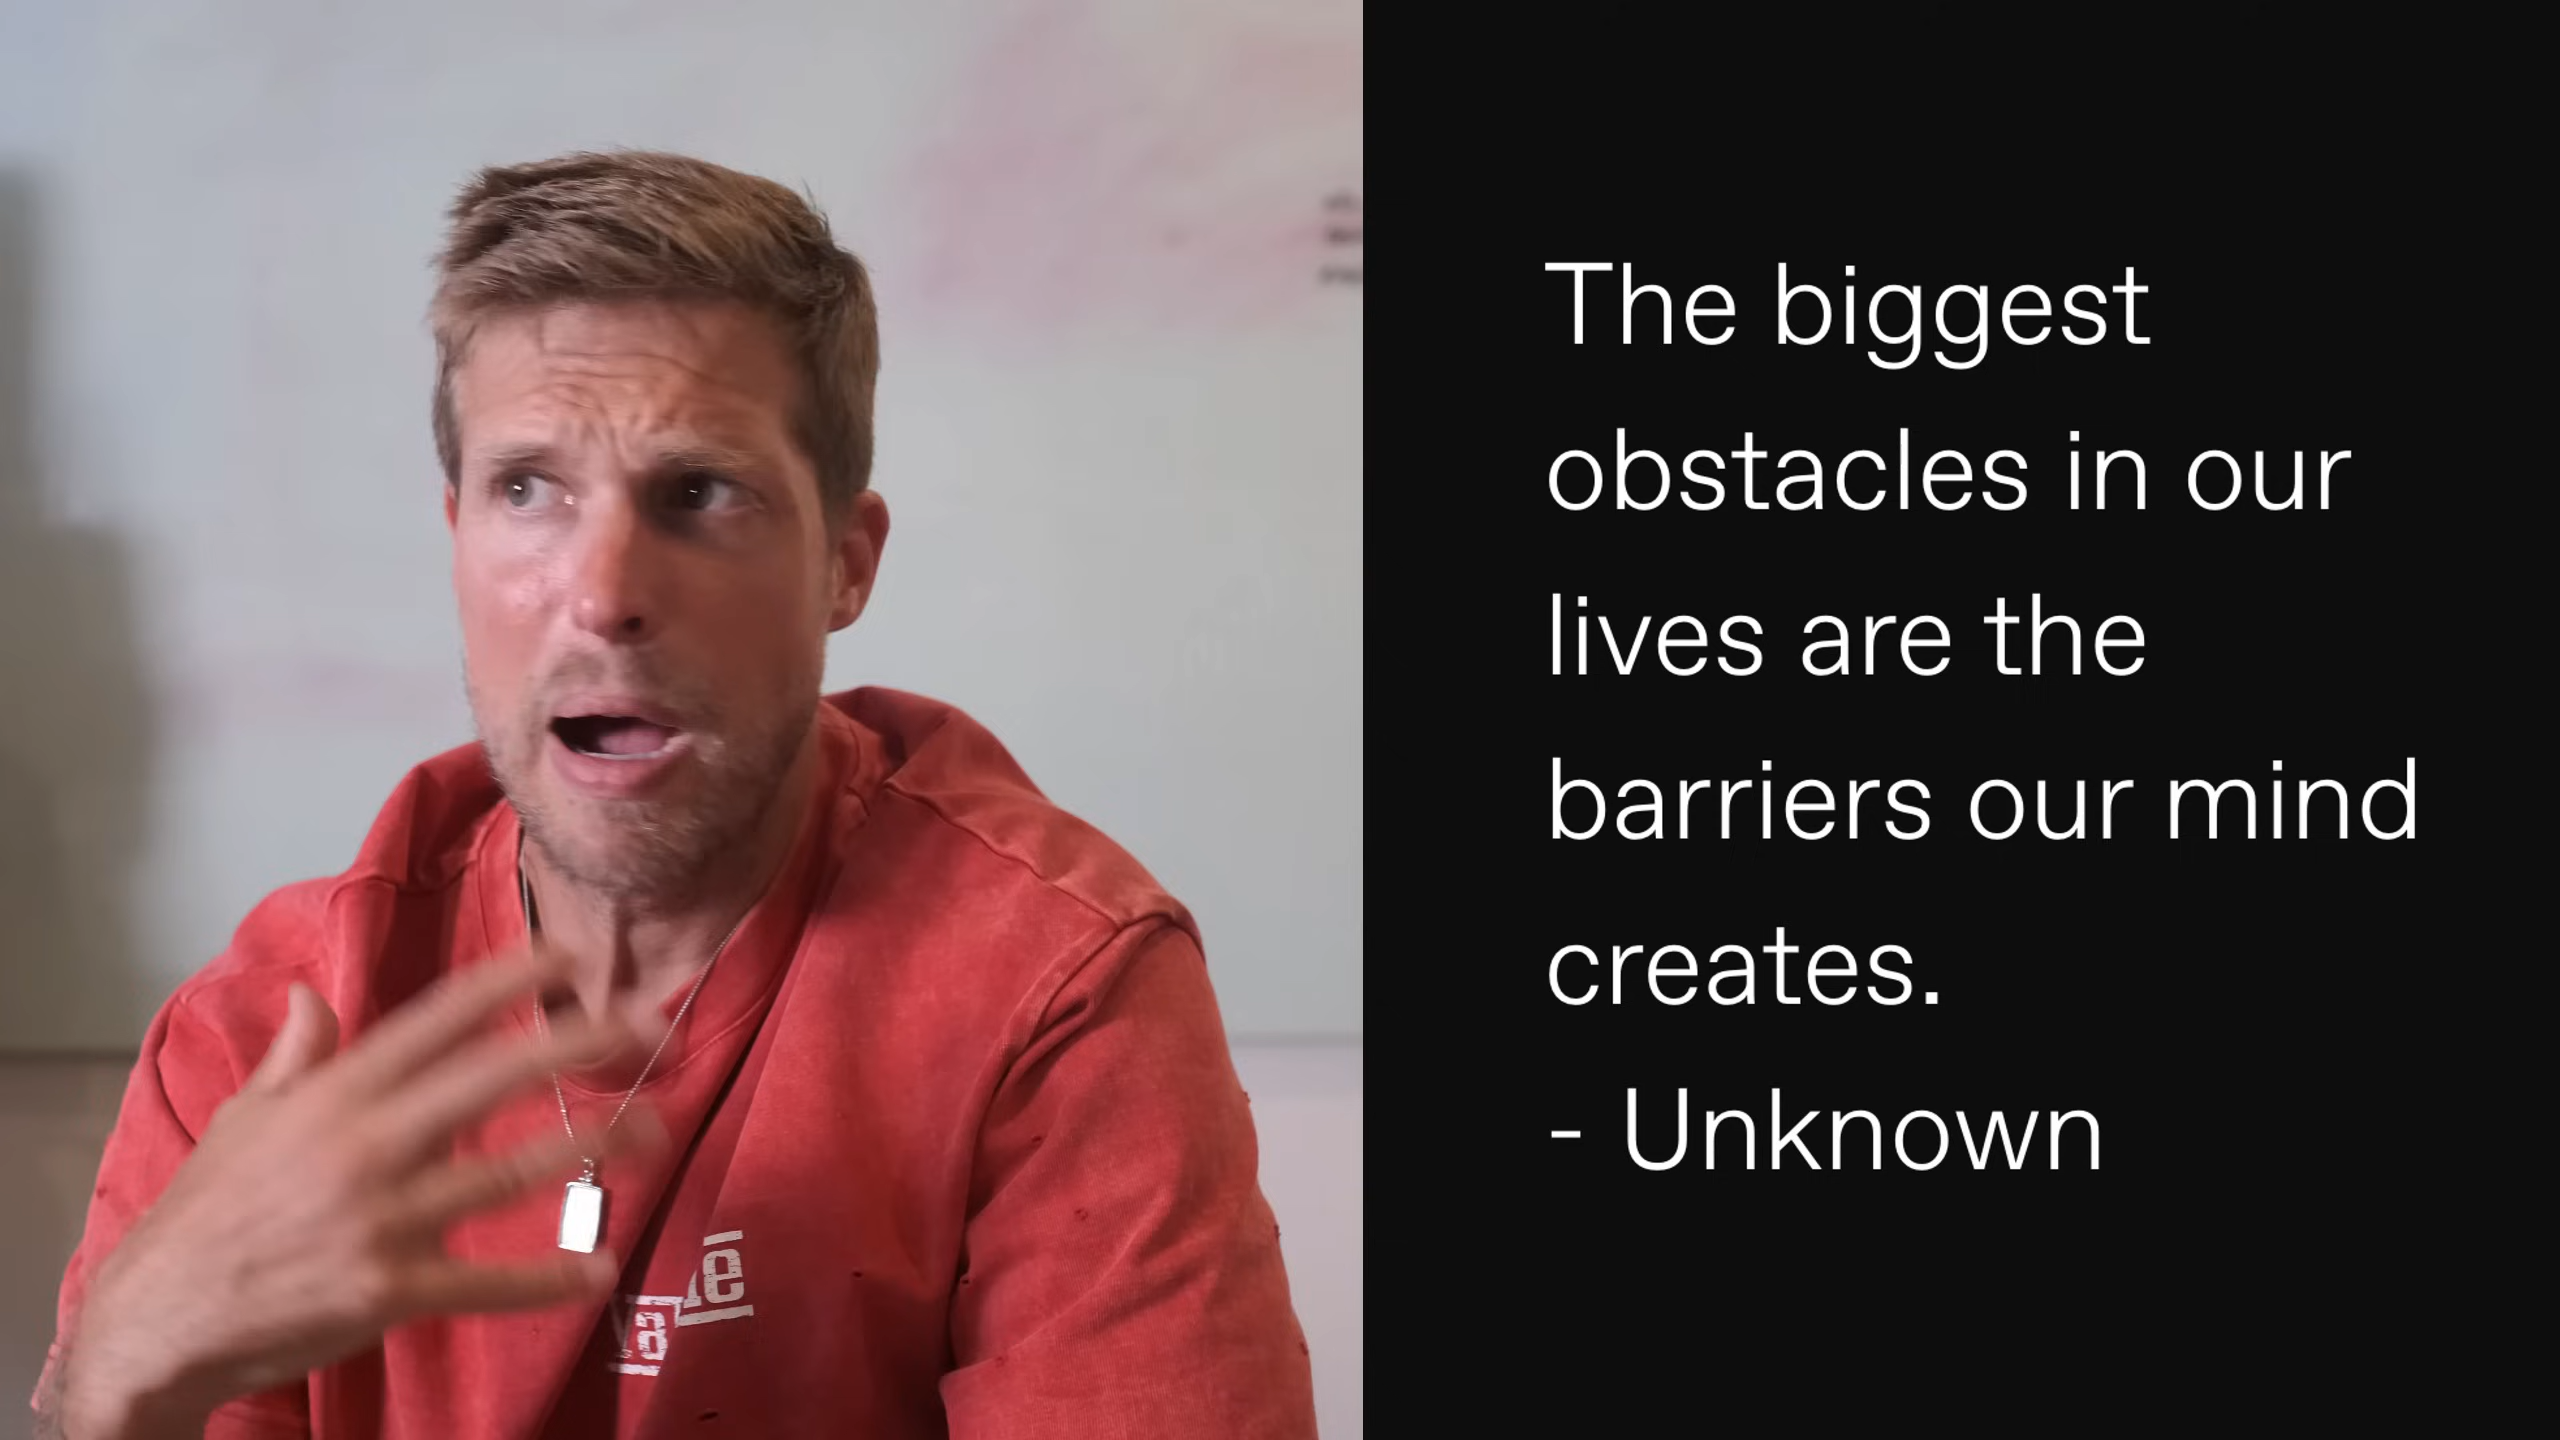 The biggest
obstacles in our
lives are the
barriers our mind
creates.
- Unknown